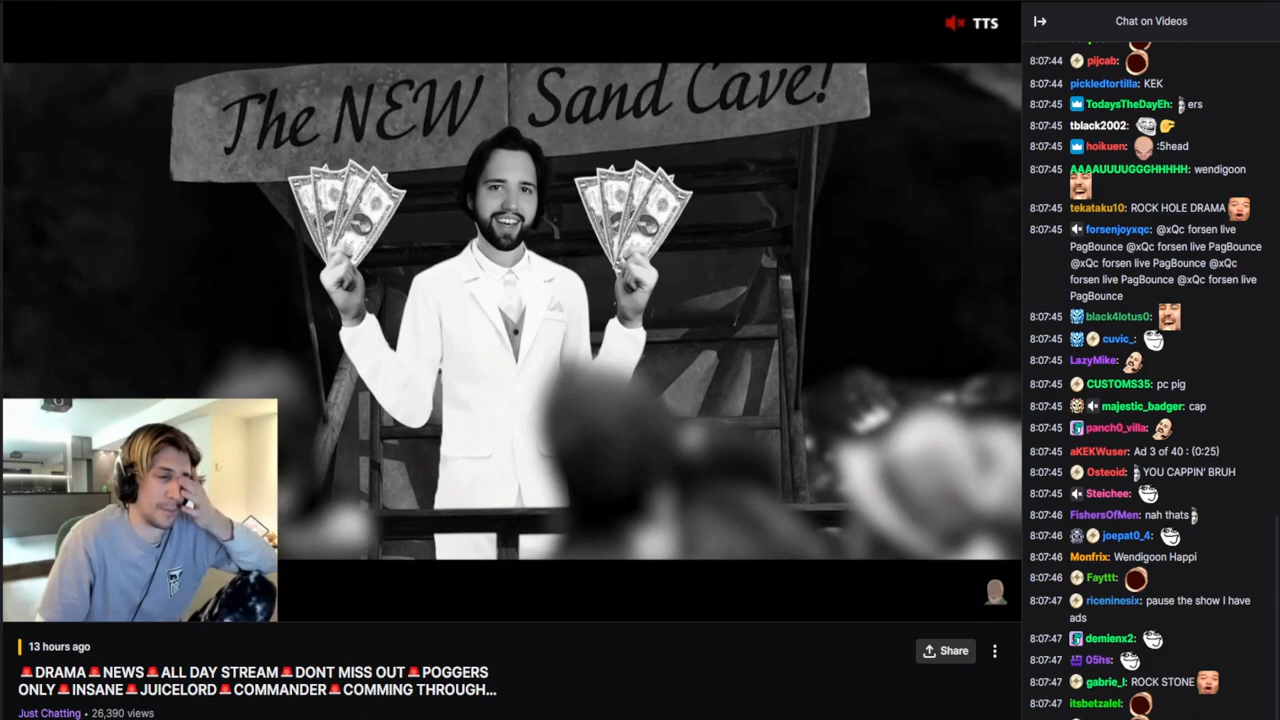 TTS
The NEW Sand Cave!
13 hours ago
Share
🚨DRAMA🚨NEWS🚨ALL DAY STREAM🚨DONT MISS OUT🚨POGGERS
ONLY🚨INSANE🚨JUICELORD🚨COMMANDER🚨COMMING THROUGH...
Just Chatting • 26,390 views
Chat on Videos
8:07:44 pijcab:
8:07:44 pickledtortilla: KEK
8:07:45 TodaysTheDayEh: ers
8:07:45 tblack2002:
8:07:45 hoikuen: :5head
8:07:45 AAAAUUUUGGGHHHHH: wendigoon
8:07:45 tekataku10: ROCK HOLE DRAMA
8:07:45 forsenjoyxqc: @xQc forsen live
PagBounce @xQc forsen live PagBounce
@xQc forsen live PagBounce @xQc
forsen live PagBounce @xQc forsen live
PagBounce
8:07:45 black4lotus0:
8:07:45 cuvic_:
8:07:45 LazyMike:
8:07:45 CUSTOMS35: pc pig
8:07:45 majestic_badger: cap
8:07:45 panch0_villa:
8:07:45 aKEKWuser: Ad 3 of 40 : (0:25)
8:07:45 Osteoid: YOU CAPPIN' BRUH
8:07:45 Steichee:
8:07:46 FishersOfMen: nah thats
8:07:46 joepat0_4:
8:07:46 Monfrix: Wendigoon Happi
8:07:46 Fayttt:
8:07:47 riceninesix: pause the show I have
ads
8:07:47 demlenx2:
8:07:47 05hs:
8:07:47 gabrie_l: ROCK STONE
8:07:47 itsbetzalel: